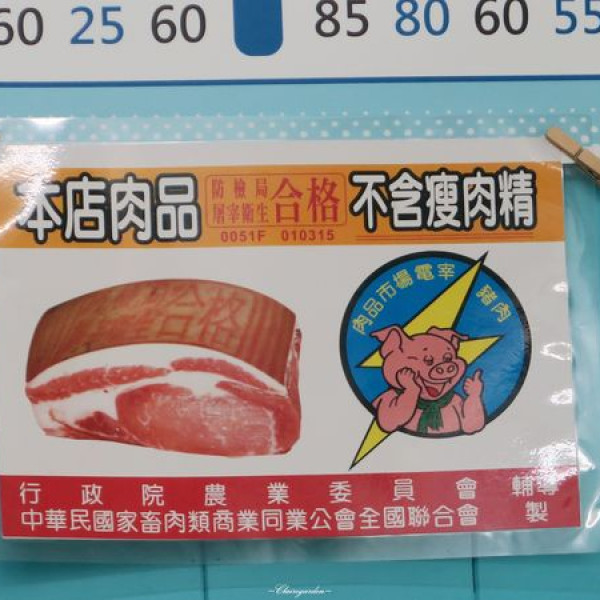 60 25 60 85 80 60 55
本店肉品
防檢局
屠宰衛生
合格
0051F 010315
不含瘦肉精
合格
肉品市場電宰 豬肉
行政院農業委員會 輔導
中華民國家畜肉類商業同業公會全國聯合會 製
~Clairegarden~